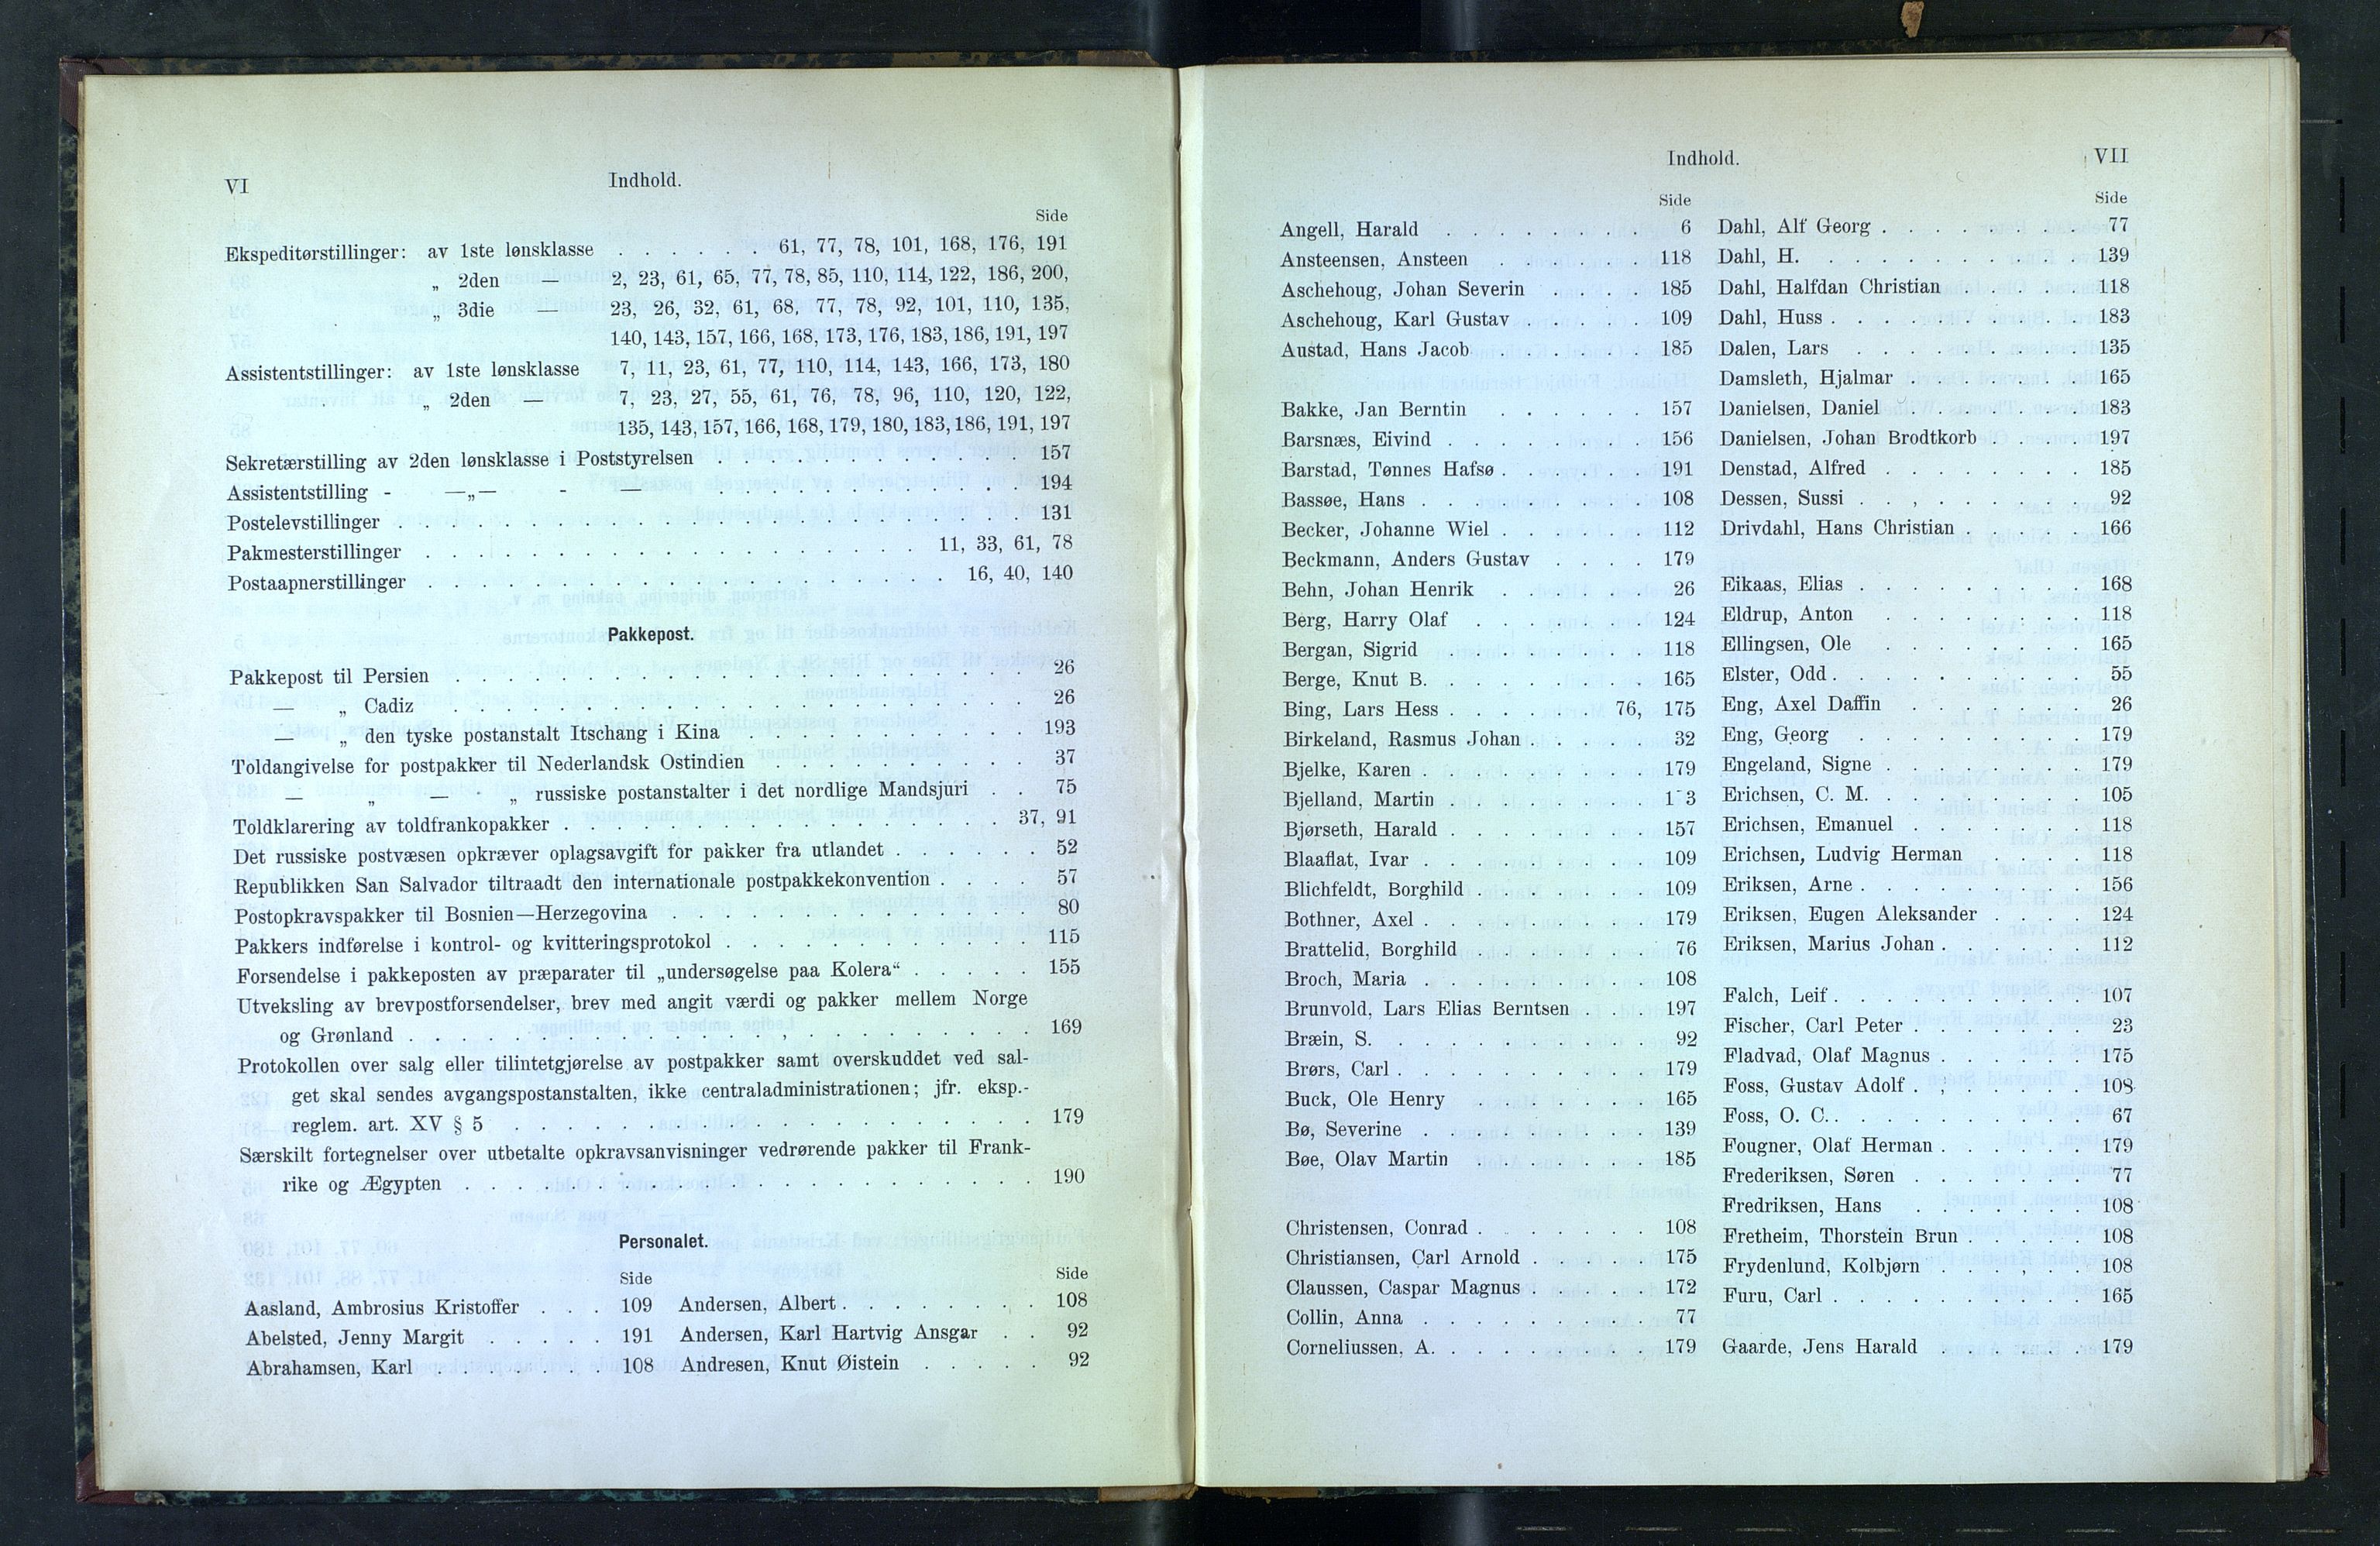 VI Indhold.
Side
Ekspeditørstillinger: av 1ste lønsklasse . . . . . . 61, 77, 78, 101, 168, 176, 191
„ 2den — 2, 23, 61, 65, 77, 78, 85, 110, 114, 122, 186, 200,
„ 3die — 23, 26, 32, 61, 68, 77, 78, 92, 101, 110, 135,
140, 143, 157, 166, 168, 173, 176, 183, 186, 191, 197
Assistentstillinger: av 1ste lønsklasse 7, 11, 23, 61, 77, 110, 114, 143, 166, 173, 180
„ 2den — 7, 23, 27, 55, 61, 76, 78, 96, 110, 120, 122,
135, 143, 157, 166, 168, 179, 180, 183, 186, 191, 197
Sekretærstilling av 2den lønsklasse i Poststyrelsen . . . . . . 157
Assistentstilling - —„— - — . . . . . . 194
Postelevstillinger . . . . . . 131
Pakmesterstillinger . . . . . . 11, 33, 61, 78
Postaapnerstillinger . . . . . . 16, 40, 140
Pakkepost.
Pakkepost til Persien . . . . . . 26
— „ Cadiz . . . . . . 26
— „ den tyske postanstalt Itschang i Kina . . . . . . 193
Toldangivelse for postpakker til Nederlandsk Ostindien . . . . . . 37
— „ — „ russiske postanstalter i det nordlige Mandsjuri . . 75
Toldklarering av toldfrankopakker . . . . . . 37, 91
Det russiske postvæsen opkræver oplagsavgift for pakker fra utlandet . . . . . . 52
Republikken San Salvador tiltraadt den internationale postpakkekonvention . . . . 57
Postopkravspakker til Bosnien—Herzegovina . . . . . . 80
Pakkers indførelse i kontrol- og kvitteringsprotokol . . . . . . 115
Forsendelse i pakkeposten av præparater til „undersøgelse paa Kolera“ . . . . . 155
Utveksling av brevpostforsendelser, brev med angit værdi og pakker mellem Norge
og Grønland . . . . . . 169
Protokollen over salg eller tilintetgjørelse av postpakker samt overskuddet ved sal-
get skal sendes avgangspostanstalten, ikke centraladministrationen; jfr. eksp.-
reglem. art. XV § 5 . . . . . . 179
Særskilt fortegnelser over utbetalte opkravsanvisninger vedrørende pakker til Frank-
rike og Ægypten . . . . . . 190
Personalet.
Side
Aasland, Ambrosius Kristoffer . . . 109
Abelsted, Jenny Margit . . . . . 191
Abrahamsen, Karl . . . . . . 108
Side
Andersen, Albert . . . . . . 108
Andersen, Karl Hartvig Ansgar . . 92
Andresen, Knut Øistein . . . . . 92
Indhold. VII
Side
Angell, Harald . . . . . . 6
Ansteensen, Ansteen . . . . . 118
Aschehoug, Johan Severin . . 185
Aschehoug, Karl Gustav . . . 109
Austad, Hans Jacob . . . . 185
Bakke, Jan Berntin . . . . . 157
Barsnæs, Eivind . . . . . . 156
Barstad, Tønnes Hafsø . . . . 191
Bassøe, Hans . . . . . . 108
Becker, Johanne Wiel . . . . . 112
Beckmann, Anders Gustav . . . . 179
Behn, Johan Henrik . . . . . 26
Berg, Harry Olaf . . . . . . 124
Bergan, Sigrid . . . . . . 118
Berge, Knut B. . . . . . . 165
Bing, Lars Hess . . . . 76, 175
Birkeland, Rasmus Johan . . . 32
Bjelke, Karen . . . . . . 179
Bjelland, Martin . . . . . 1 3
Bjørseth, Harald . . . . . . 157
Blaaflat, Ivar . . . . . . 109
Blichfeldt, Borghild . . . . . 109
Bothner, Axel . . . . . . 179
Brattelid, Borghild . . . . . 76
Broch, Maria . . . . . . 108
Brunvold, Lars Elias Berntsen . . . 197
Bræin, S. . . . . . . 92
Brørs, Carl . . . . . . 179
Buck, Ole Henry . . . . . 165
Bø, Severine . . . . . . 139
Bøe, Olav Martin . . . . . 185
Christensen, Conrad . . . . . . 108
Christiansen, Carl Arnold . . . . 175
Claussen, Caspar Magnus . . . . 172
Collin, Anna . . . . . . 77
Corneliussen, A. . . . . . . 179
Side
Dahl, Alf Georg . . . . . . 77
Dahl, H. . . . . . . 139
Dahl, Halfdan Christian . . . . 118
Dahl, Huss . . . . . . 183
Dalen, Lars . . . . . . 135
Damsleth, Hjalmar . . . . . . 165
Danielsen, Daniel . . . . . . 183
Danielsen, Johan Brodtkorb . . . 197
Denstad, Alfred . . . . . . 185
Dessen, Sussi . . . . . . 92
Drivdahl, Hans Christian . . . . 166
Eikaas, Elias . . . . . . 168
Eldrup, Anton . . . . . . 118
Ellingsen, Ole . . . . . . 165
Elster, Odd . . . . . . 55
Eng, Axel Daffin . . . . . . 26
Eng, Georg . . . . . . 179
Engeland, Signe . . . . . . 179
Erichsen, C. M. . . . . . . 105
Erichsen, Emanuel . . . . . . 118
Erichsen, Ludvig Herman . . . . 118
Eriksen, Arne . . . . . . 156
Eriksen, Eugen Aleksander . . . . 124
Eriksen, Marius Johan . . . . . . 112
Falch, Leif . . . . . . 107
Fischer, Carl Peter . . . . . . 23
Fladvad, Olaf Magnus . . . . . . 175
Foss, Gustav Adolf . . . . . . 108
Foss, O. C. . . . . . . 67
Fougner, Olaf Herman . . . . . . 179
Frederiksen, Søren . . . . . . 77
Fredriksen, Hans . . . . . . 108
Fretheim, Thorstein Brun . . . . . 108
Frydenlund, Kolbjørn . . . . . . 108
Furu, Carl . . . . . . 165
Gaarde, Jens Harald . . . . . . 179